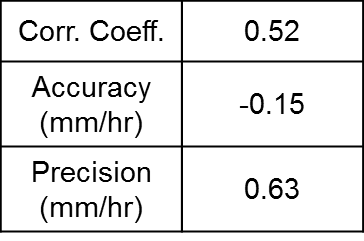 Corr. Coeff. 0.52
Accuracy
(mm/hr) -0.15
Precision
(mm/hr) 0.63